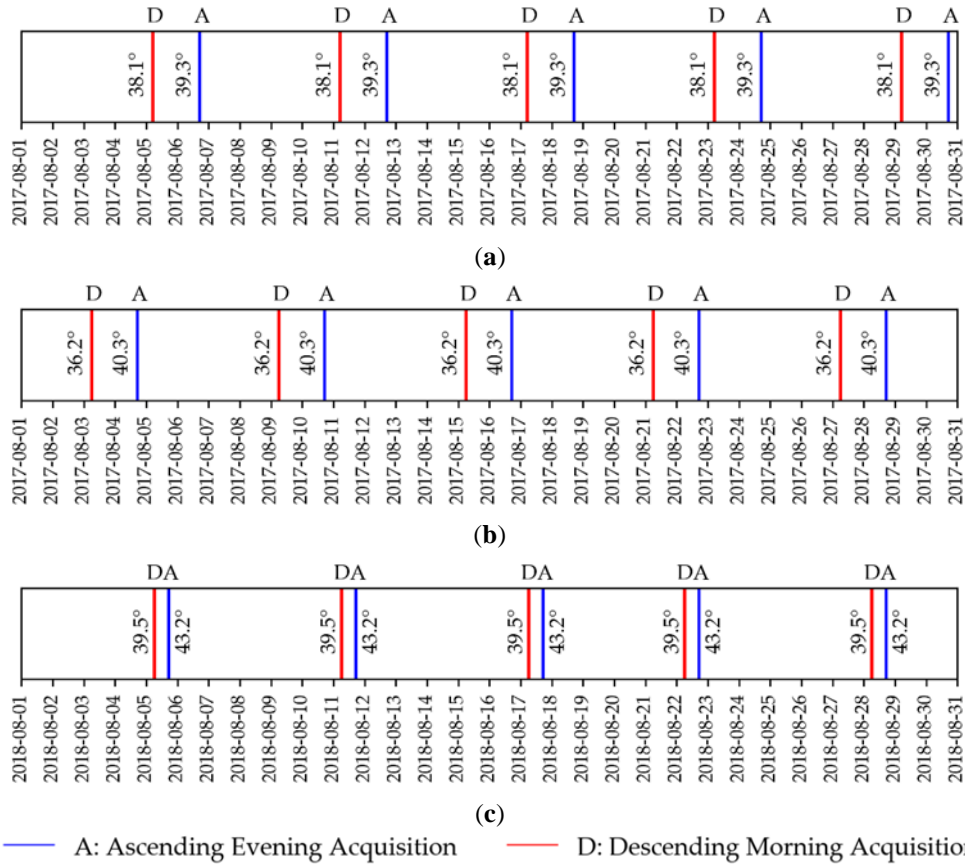 D A D A D A D A D A
38.1° 39.3° 38.1° 39.3° 38.1° 39.3° 38.1° 39.3° 38.1° 39.3°
2017-08-01 2017-08-02 2017-08-03 2017-08-04 2017-08-05 2017-08-06 2017-08-07 2017-08-08 2017-08-09 2017-08-10 2017-08-11 2017-08-12 2017-08-13 2017-08-14 2017-08-15 2017-08-16 2017-08-17 2017-08-18 2017-08-19 2017-08-20 2017-08-21 2017-08-22 2017-08-23 2017-08-24 2017-08-25 2017-08-26 2017-08-27 2017-08-28 2017-08-29 2017-08-30 2017-08-31
(a)
D A D A D A D A D A
36.2° 40.3° 36.2° 40.3° 36.2° 40.3° 36.2° 40.3° 36.2° 40.3°
2017-08-01 2017-08-02 2017-08-03 2017-08-04 2017-08-05 2017-08-06 2017-08-07 2017-08-08 2017-08-09 2017-08-10 2017-08-11 2017-08-12 2017-08-13 2017-08-14 2017-08-15 2017-08-16 2017-08-17 2017-08-18 2017-08-19 2017-08-20 2017-08-21 2017-08-22 2017-08-23 2017-08-24 2017-08-25 2017-08-26 2017-08-27 2017-08-28 2017-08-29 2017-08-30 2017-08-31
(b)
DA DA DA DA DA
39.5° 43.2° 39.5° 43.2° 39.5° 43.2° 39.5° 43.2° 39.5° 43.2°
2018-08-01 2018-08-02 2018-08-03 2018-08-04 2018-08-05 2018-08-06 2018-08-07 2018-08-08 2018-08-09 2018-08-10 2018-08-11 2018-08-12 2018-08-13 2018-08-14 2018-08-15 2018-08-16 2018-08-17 2018-08-18 2018-08-19 2018-08-20 2018-08-21 2018-08-22 2018-08-23 2018-08-24 2018-08-25 2018-08-26 2018-08-27 2018-08-28 2018-08-29 2018-08-30 2018-08-31
(c)
A: Ascending Evening Acquisition D: Descending Morning Acquisition